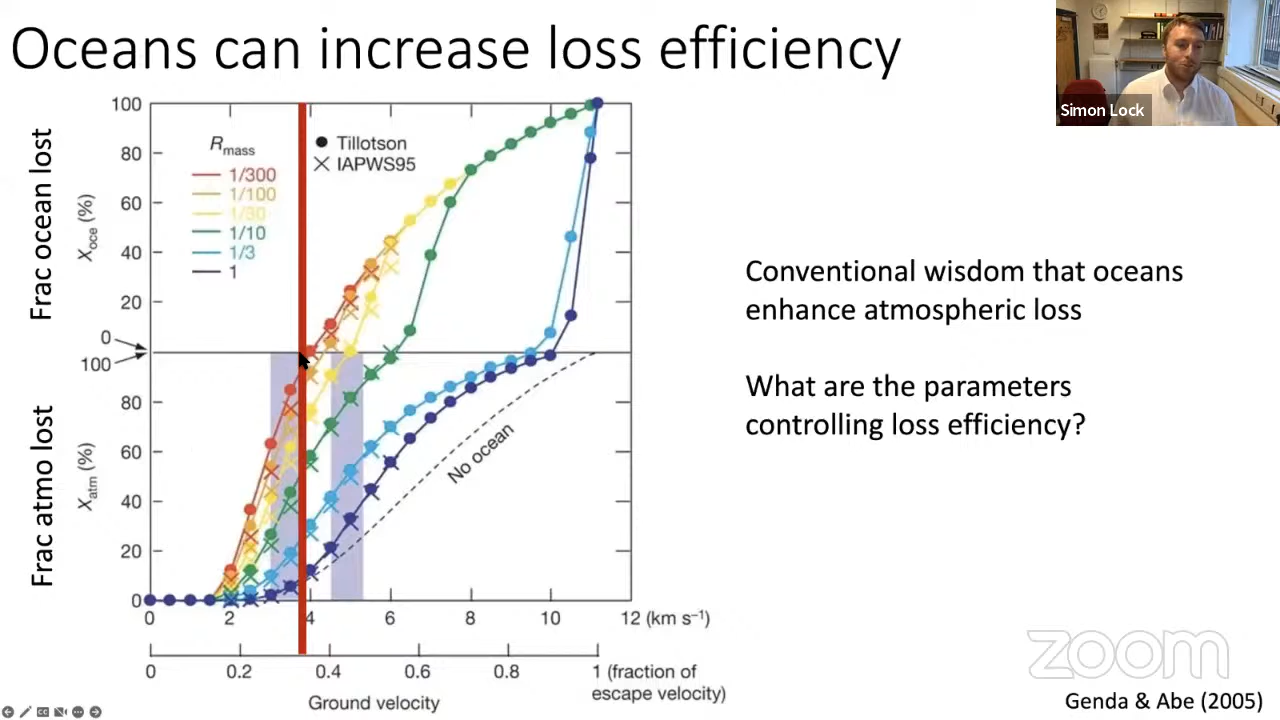 Oceans can increase loss efficiency
Simon Lock
Frac ocean lost
Frac atmo lost
Xoce (%)
Xatm (%)
100
80
60
40
20
0
100
80
60
40
20
0
Rmass
1/300
1/100
1/30
1/10
1/3
1
Tillotson
IAPWS95
No ocean
0 2 4 6 8 10 12 (km s⁻¹)
0 0.2 0.4 0.6 0.8 1 (fraction of
escape velocity)
Ground velocity
Conventional wisdom that oceans
enhance atmospheric loss
What are the parameters
controlling loss efficiency?
zoom
Genda & Abe (2005)